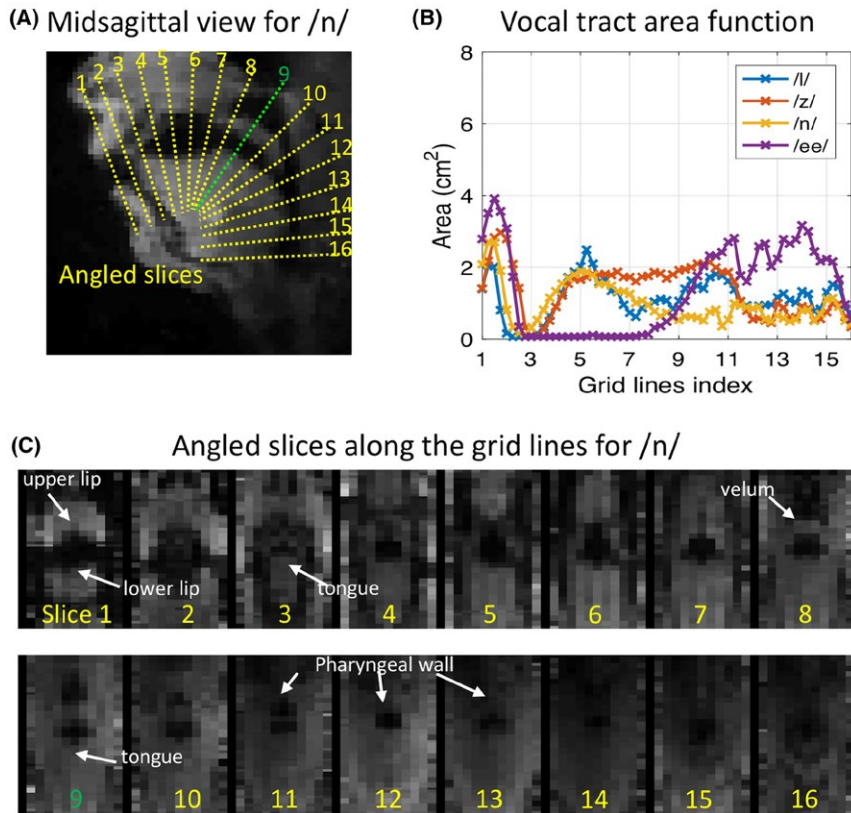 (A) Midsagittal view for /n/
1 2 3 4 5 6 7 8 9 10 11 12 13 14 15 16
Angled slices
(B) Vocal tract area function
8
6
4
2
0
Area (cm²)
/l/
/z/
/n/
/ee/
1 3 5 7 9 11 13 15
Grid lines index
(C) Angled slices along the grid lines for /n/
upper lip
lower lip
tongue
velum
Slice 1 2 3 4 5 6 7 8
Pharyngeal wall
tongue
9 10 11 12 13 14 15 16